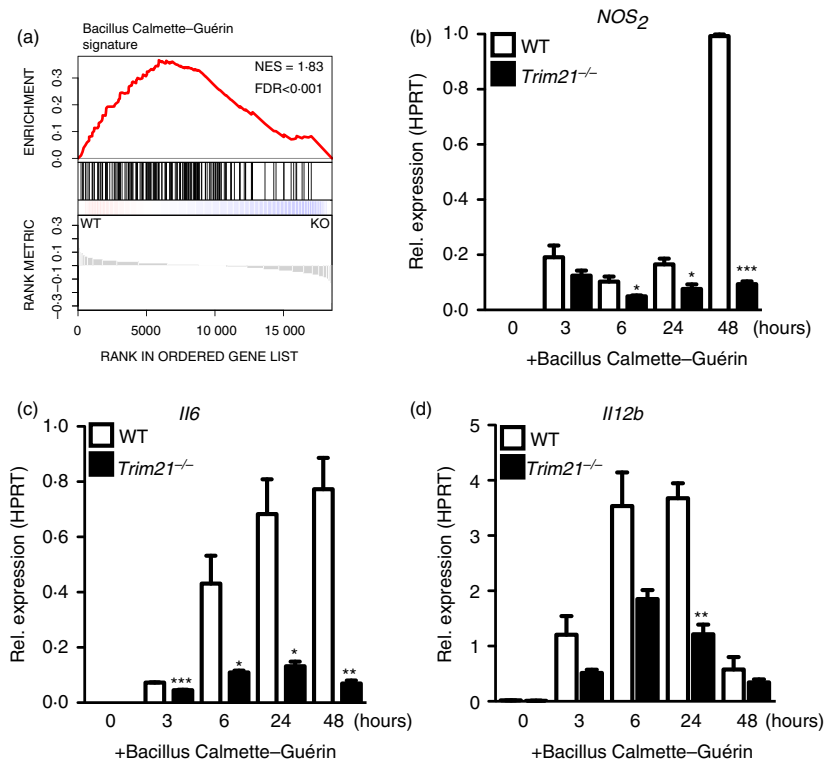 (a)
Bacillus Calmette–Guérin
signature
NES = 1·83
FDR<0·001
ENRICHMENT
0·3
0·2
0·1
0·0
WT
KO
RANK METRIC
0·3
0·1
−0·1
−0·3
0
5000
10 000
15 000
RANK IN ORDERED GENE LIST
(b)
NOS2
WT
Trim21−/−
Rel. expression (HPRT)
1·0
0·8
0·6
0·4
0·2
0·0
*
*
***
0
3
6
24
48
(hours)
+Bacillus Calmette–Guérin
(c)
Il6
WT
Trim21−/−
Rel. expression (HPRT)
1·0
0·8
0·6
0·4
0·2
0·0
***
*
*
**
0
3
6
24
48
(hours)
+Bacillus Calmette–Guérin
(d)
Il12b
WT
Trim21−/−
Rel. expression (HPRT)
5
4
3
2
1
0
**
0
3
6
24
48
(hours)
+Bacillus Calmette–Guérin